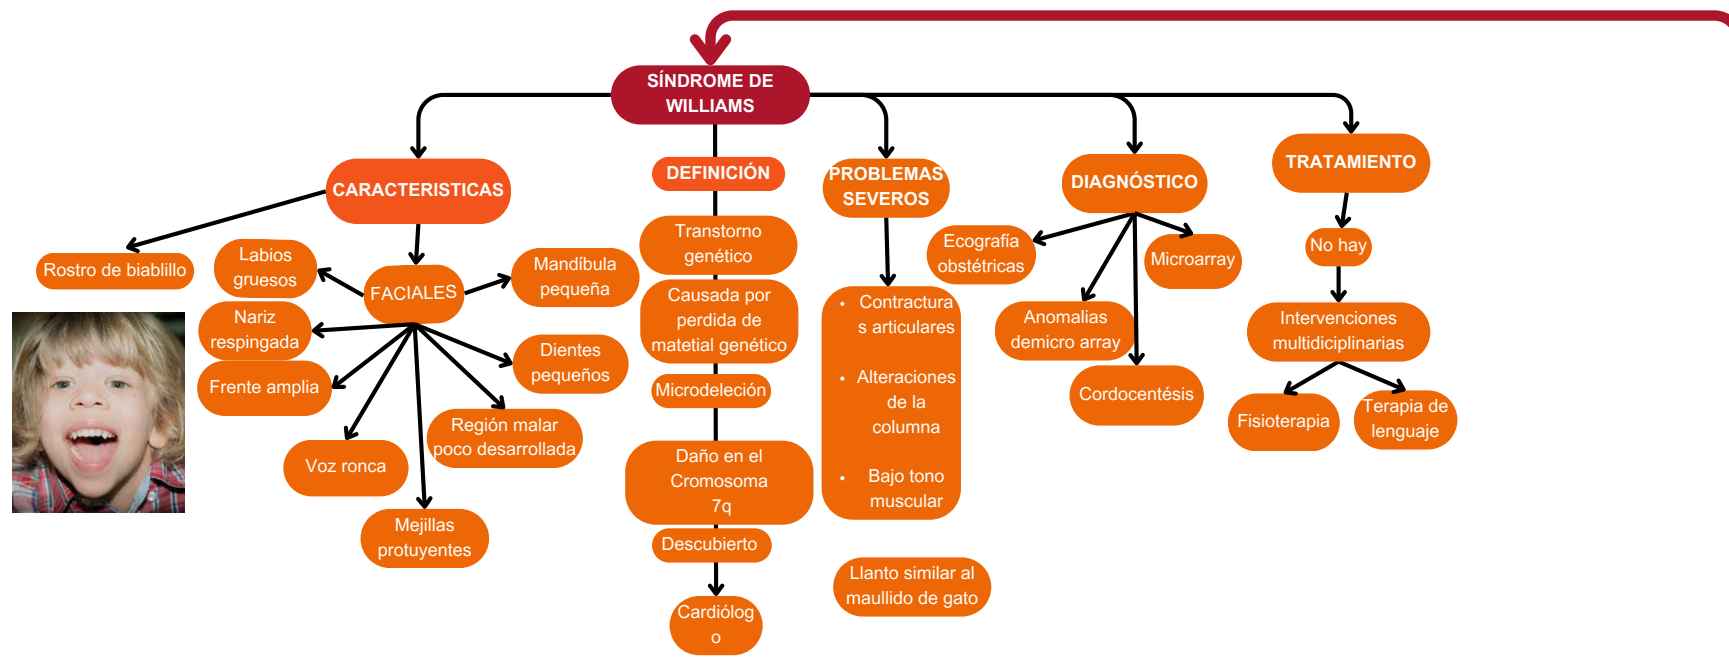 SÍNDROME DE
WILLIAMS
CARACTERISTICAS
Rostro de biablillo
FACIALES
Labios
gruesos
Nariz
respingada
Frente amplia
Voz ronca
Mejillas
protuyentes
Región malar
poco desarrollada
Dientes
pequeños
Mandíbula
pequeña
DEFINICIÓN
Transtorno
genético
Causada por
perdida de
matetial genético
Microdeleción
Daño en el
Cromosoma
7q
Descubierto
Cardiólog
o
PROBLEMAS
SEVEROS
• Contractura
s articulares
• Alteraciones
de la
columna
• Bajo tono
muscular
Llanto similar al
maullido de gato
DIAGNÓSTICO
Ecografía
obstétricas
Anomalias
demicro array
Cordocentésis
Microarray
TRATAMIENTO
No hay
Intervenciones
multidiciplinarias
Fisioterapia
Terapia de
lenguaje